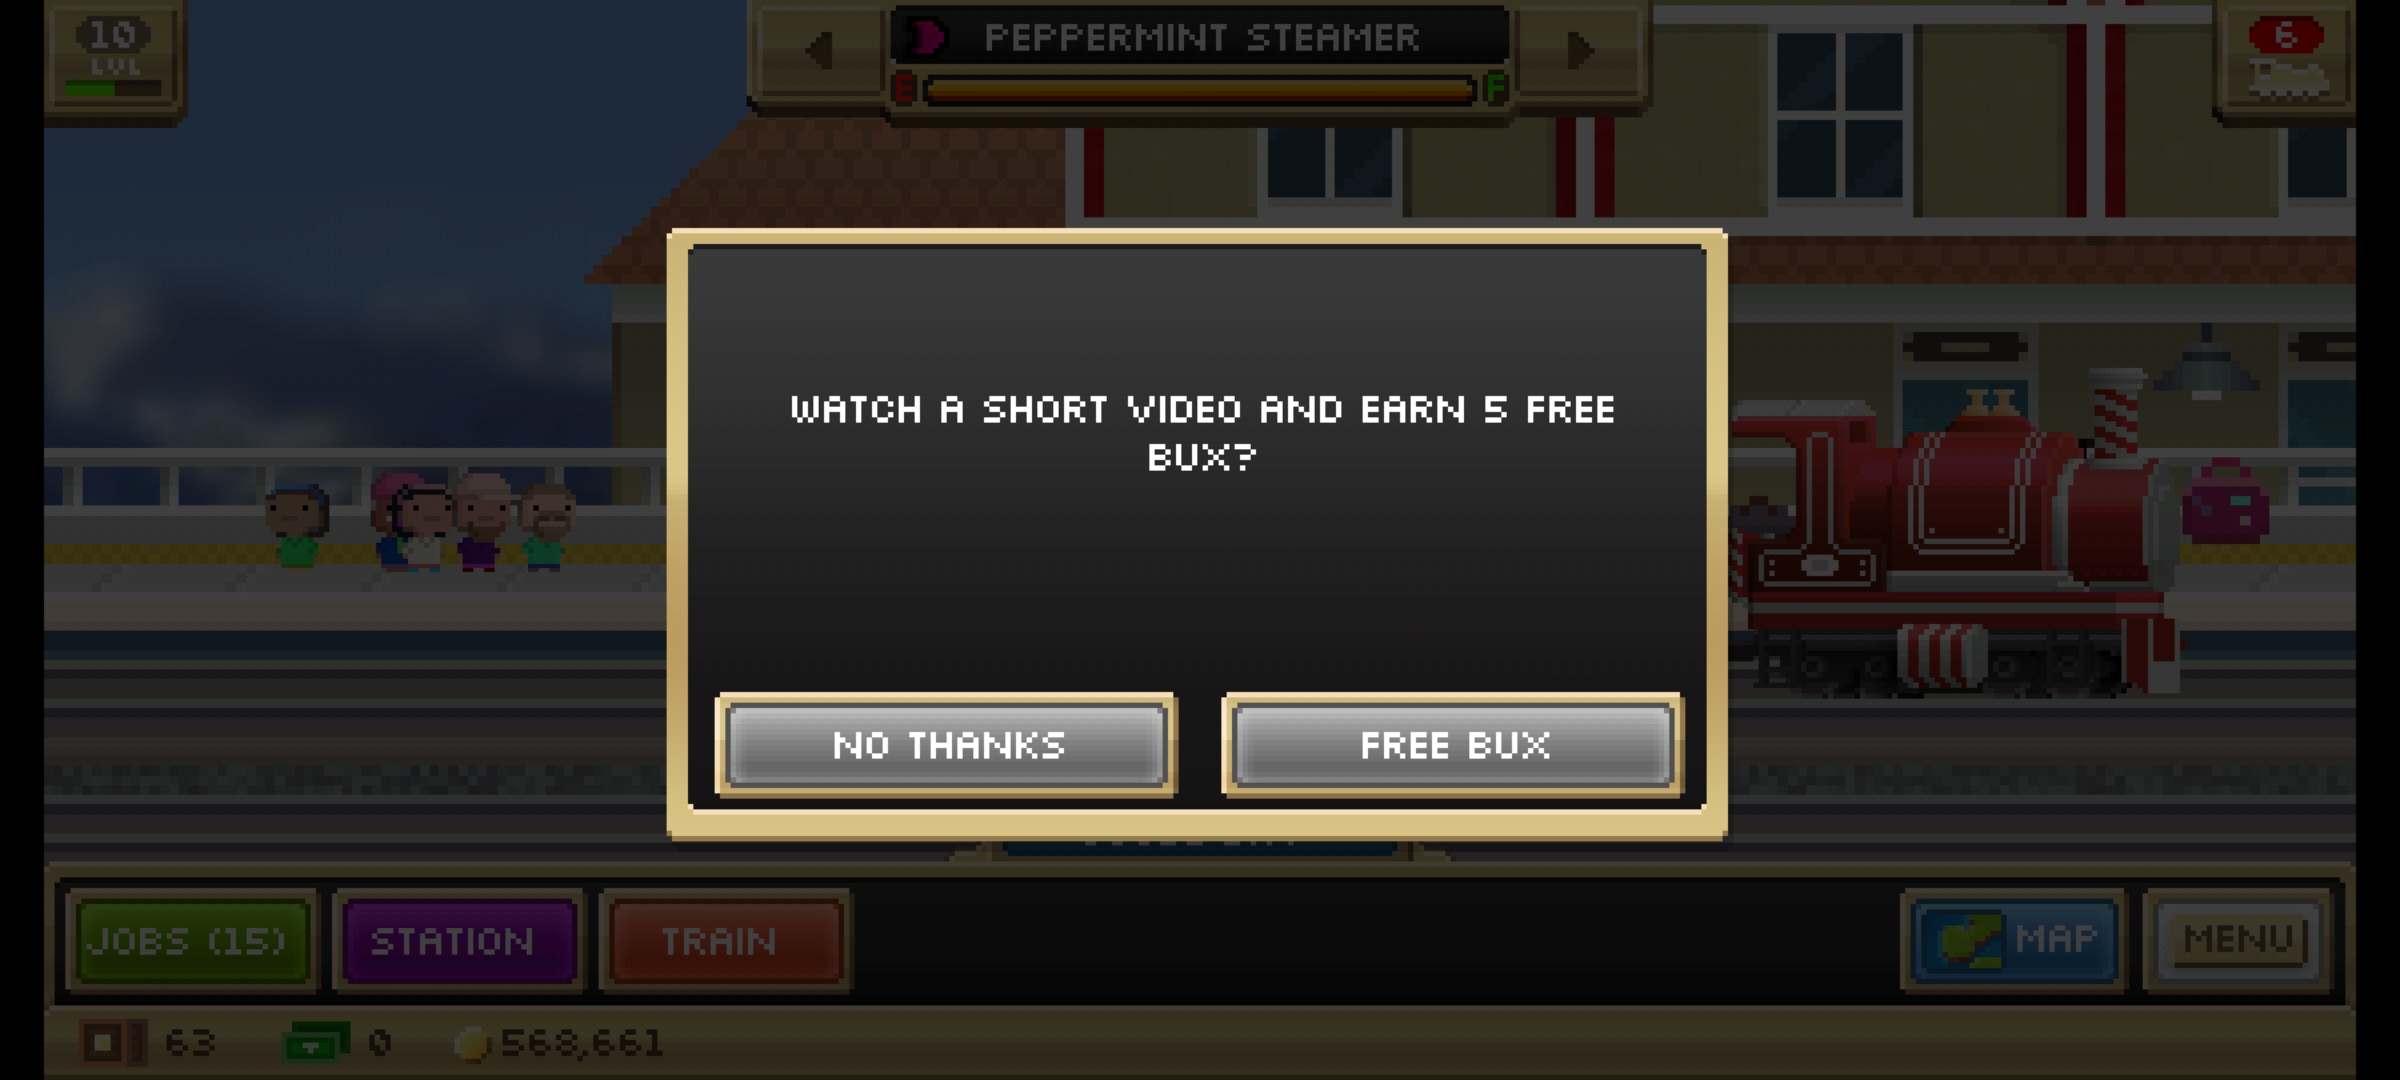 10
LVL
PEPPERMINT STEAMER
E
F
6
WATCH A SHORT VIDEO AND EARN 5 FREE
BUX?
NO THANKS
FREE BUX
JOBS (15)
STATION
TRAIN
MAP
MENU
63
0
568,661